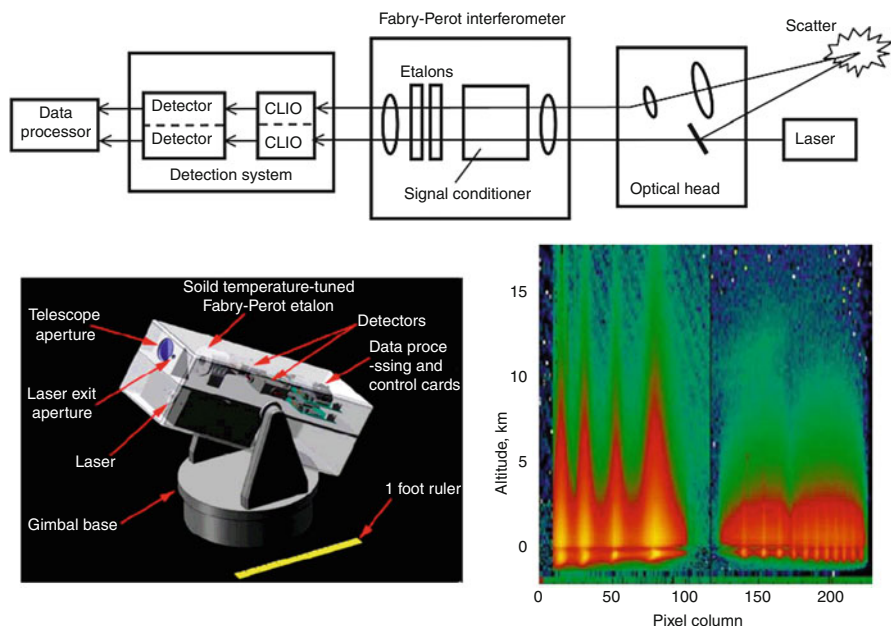 Fabry-Perot interferometer
Scatter
Etalons
Data
processor
Detector
CLIO
Detector
CLIO
Detection system
Signal conditioner
Optical head
Laser
Soild temperature-tuned
Fabry-Perot etalon
Telescope
aperture
Detectors
Data proce
-ssing and
control cards
Laser exit
aperture
Laser
1 foot ruler
Gimbal base
Altitude, km
15
10
5
0
0
50
100
150
200
Pixel column